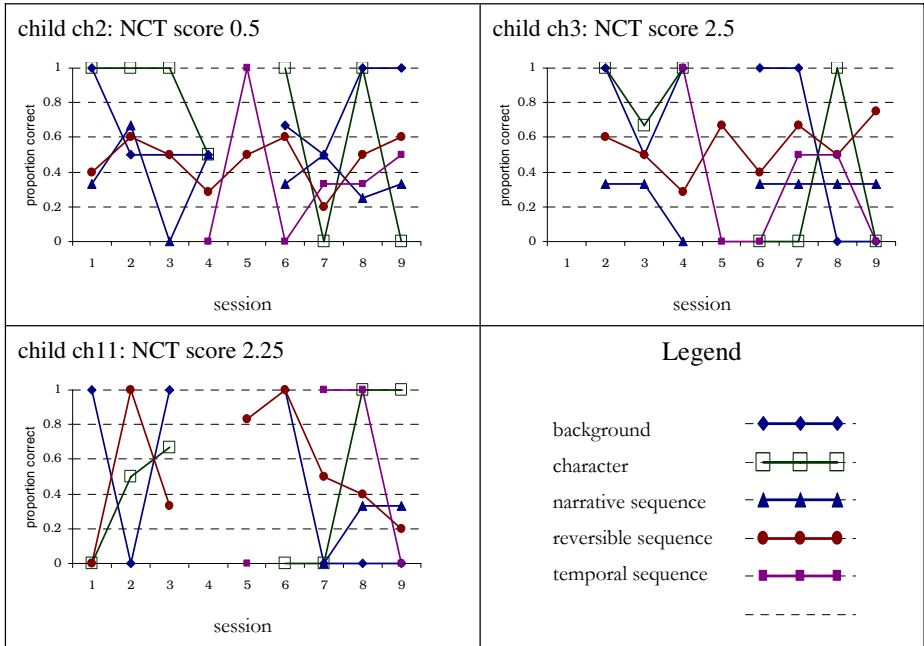 child ch2: NCT score 0.5
proportion correct
1
0.8
0.6
0.4
0.2
0
1 2 3 4 5 6 7 8 9
session
child ch3: NCT score 2.5
proportion correct
1
0.8
0.6
0.4
0.2
0
1 2 3 4 5 6 7 8 9
session
child ch11: NCT score 2.25
proportion correct
1
0.8
0.6
0.4
0.2
0
1 2 3 4 5 6 7 8 9
session
Legend
background
character
narrative sequence
reversible sequence
temporal sequence